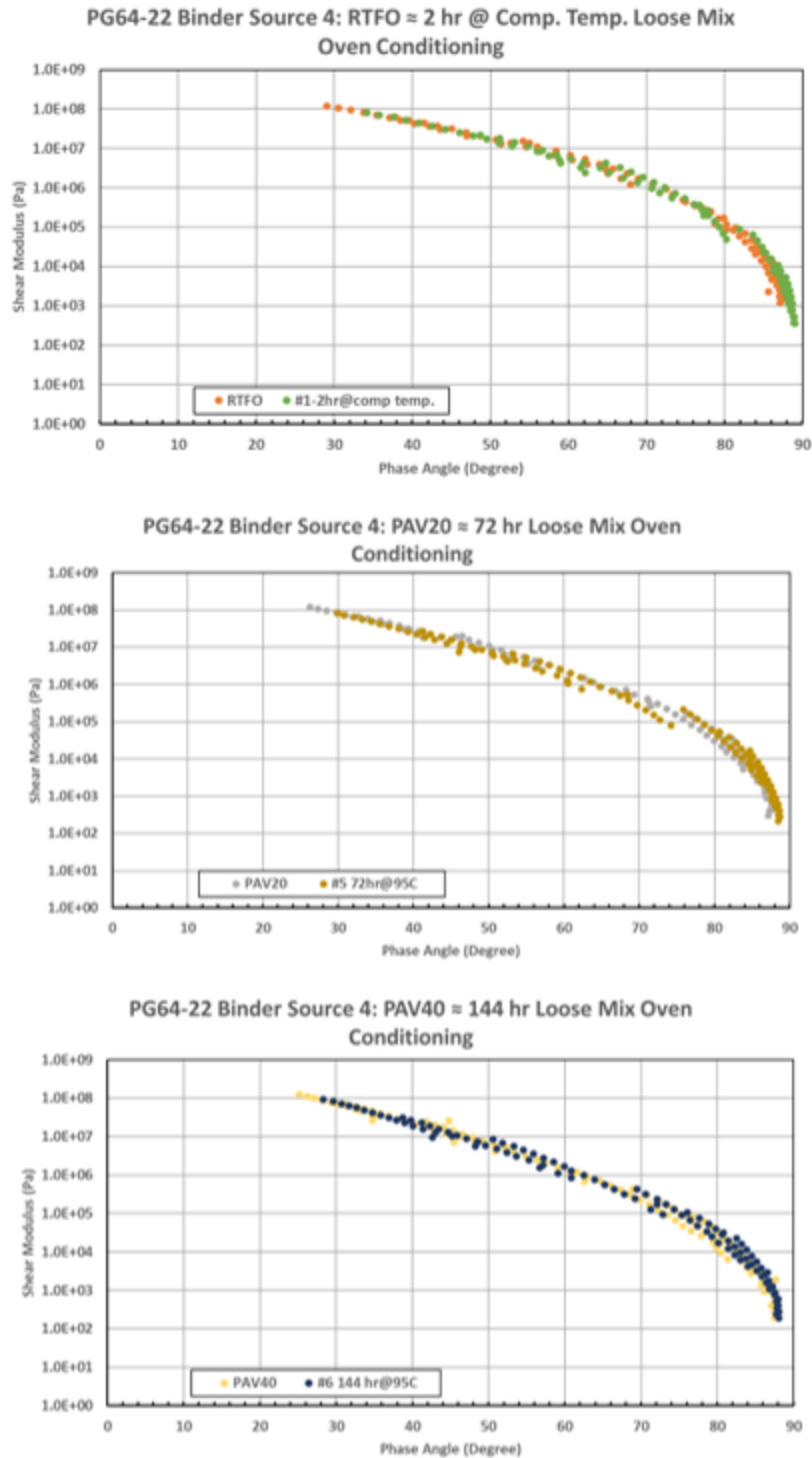 PG64-22 Binder Source 4: RTFO ≈ 2 hr @ Comp. Temp. Loose Mix
Oven Conditioning
1.0E+09
1.0E+08
1.0E+07
1.0E+06
1.0E+05
1.0E+04
1.0E+03
1.0E+02
1.0E+01
1.0E+00
Shear Modulus (Pa)
RTFO #1-2hr@comp temp.
0 10 20 30 40 50 60 70 80 90
Phase Angle (Degree)
PG64-22 Binder Source 4: PAV20 ≈ 72 hr Loose Mix Oven
Conditioning
1.0E+09
1.0E+08
1.0E+07
1.0E+06
1.0E+05
1.0E+04
1.0E+03
1.0E+02
1.0E+01
1.0E+00
Shear Modulus (Pa)
PAV20 #5 72hr@95C
0 10 20 30 40 50 60 70 80 90
Phase Angle (Degree)
PG64-22 Binder Source 4: PAV40 ≈ 144 hr Loose Mix Oven
Conditioning
1.0E+09
1.0E+08
1.0E+07
1.0E+06
1.0E+05
1.0E+04
1.0E+03
1.0E+02
1.0E+01
1.0E+00
Shear Modulus (Pa)
PAV40 #6 144 hr@95C
0 10 20 30 40 50 60 70 80 90
Phase Angle (Degree)